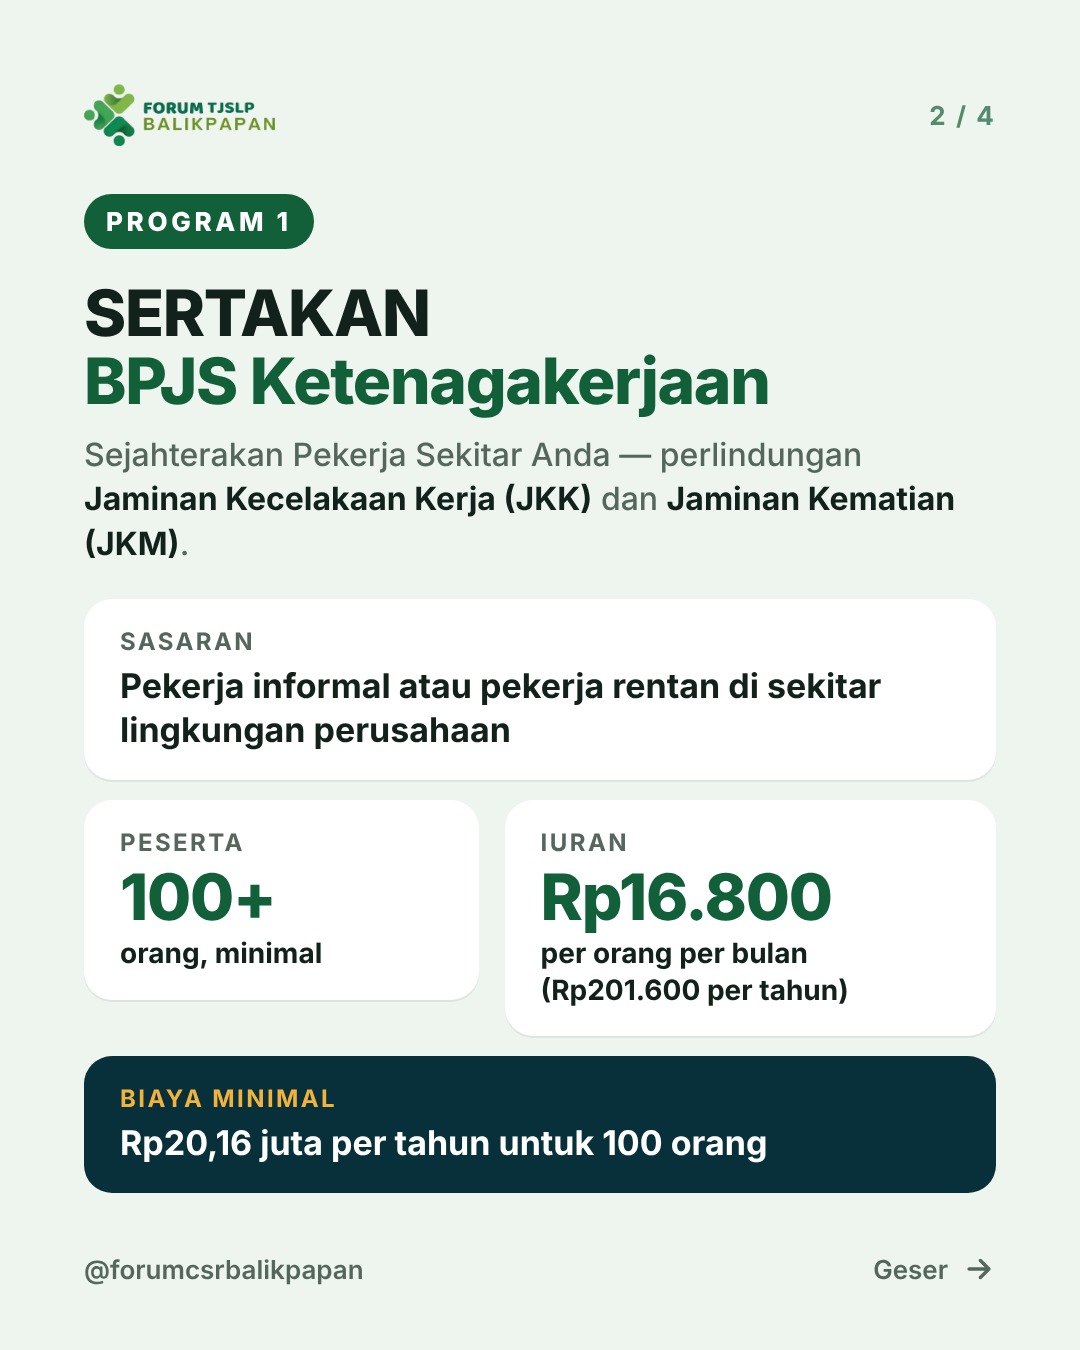 FORUM TJSLP
BALIKPAPAN
2 / 4
PROGRAM 1
SERTAKAN
BPJS Ketenagakerjaan
Sejahterakan Pekerja Sekitar Anda — perlindungan
Jaminan Kecelakaan Kerja (JKK) dan Jaminan Kematian
(JKM).
SASARAN
Pekerja informal atau pekerja rentan di sekitar
lingkungan perusahaan
PESERTA
100+
orang, minimal
IURAN
Rp16.800
per orang per bulan
(Rp201.600 per tahun)
BIAYA MINIMAL
Rp20,16 juta per tahun untuk 100 orang
@forumcsrbalikpapan
Geser →